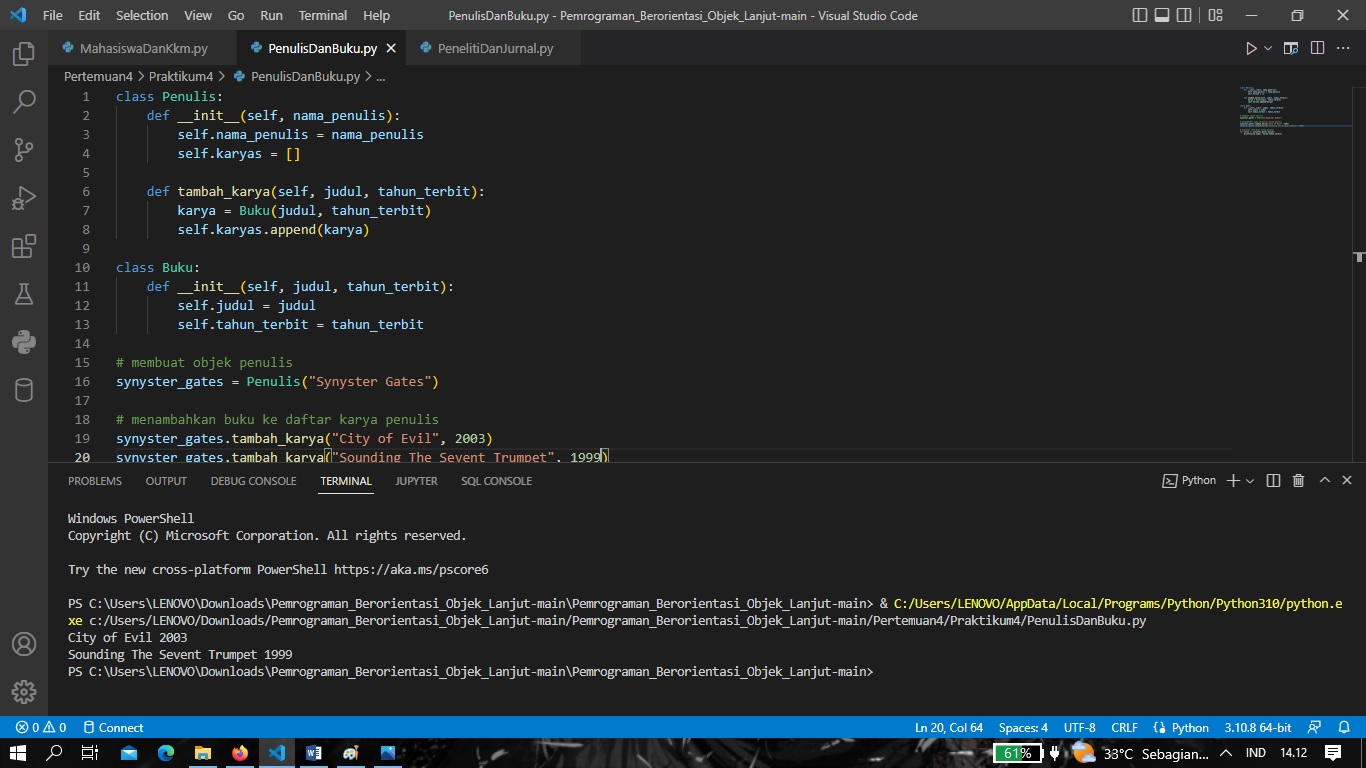 File Edit Selection View Go Run Terminal Help PenulisDanBuku.py - Pemrograman_Berorientasi_Objek_Lanjut-main - Visual Studio Code
MahasiswaDanKkm.py PenulisDanBuku.py PenelitiDanJurnal.py
Pertemuan4 > Praktikum4 > PenulisDanBuku.py > ...
1 class Penulis:
2 def __init__(self, nama_penulis):
3 self.nama_penulis = nama_penulis
4 self.karyas = []
5
6 def tambah_karya(self, judul, tahun_terbit):
7 karya = Buku(judul, tahun_terbit)
8 self.karyas.append(karya)
9
10 class Buku:
11 def __init__(self, judul, tahun_terbit):
12 self.judul = judul
13 self.tahun_terbit = tahun_terbit
14
15 # membuat objek penulis
16 synyster_gates = Penulis("Synyster Gates")
17
18 # menambahkan buku ke daftar karya penulis
19 synyster_gates.tambah_karya("City of Evil", 2003)
20 synyster_gates.tambah_karya("Sounding The Sevent Trumpet", 1999)
PROBLEMS OUTPUT DEBUG CONSOLE TERMINAL JUPYTER SQL CONSOLE Python
Windows PowerShell
Copyright (C) Microsoft Corporation. All rights reserved.
Try the new cross-platform PowerShell https://aka.ms/pscore6
PS C:\Users\LENOVO\Downloads\Pemrograman_Berorientasi_Objek_Lanjut-main\Pemrograman_Berorientasi_Objek_Lanjut-main> & C:/Users/LENOVO/AppData/Local/Programs/Python/Python310/python.e
xe c:/Users/LENOVO/Downloads/Pemrograman_Berorientasi_Objek_Lanjut-main/Pemrograman_Berorientasi_Objek_Lanjut-main/Pertemuan4/Praktikum4/PenulisDanBuku.py
City of Evil 2003
Sounding The Sevent Trumpet 1999
PS C:\Users\LENOVO\Downloads\Pemrograman_Berorientasi_Objek_Lanjut-main\Pemrograman_Berorientasi_Objek_Lanjut-main>
0 0 Connect Ln 20, Col 64 Spaces: 4 UTF-8 CRLF Python 3.10.8 64-bit
61% 33°C Sebagian... IND 14.12